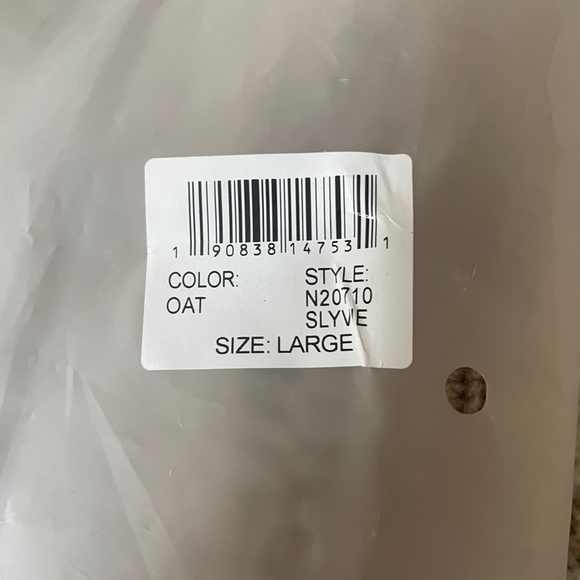 1 90838 14753 1
COLOR: STYLE:
OAT N20710
SLYVIE
SIZE: LARGE